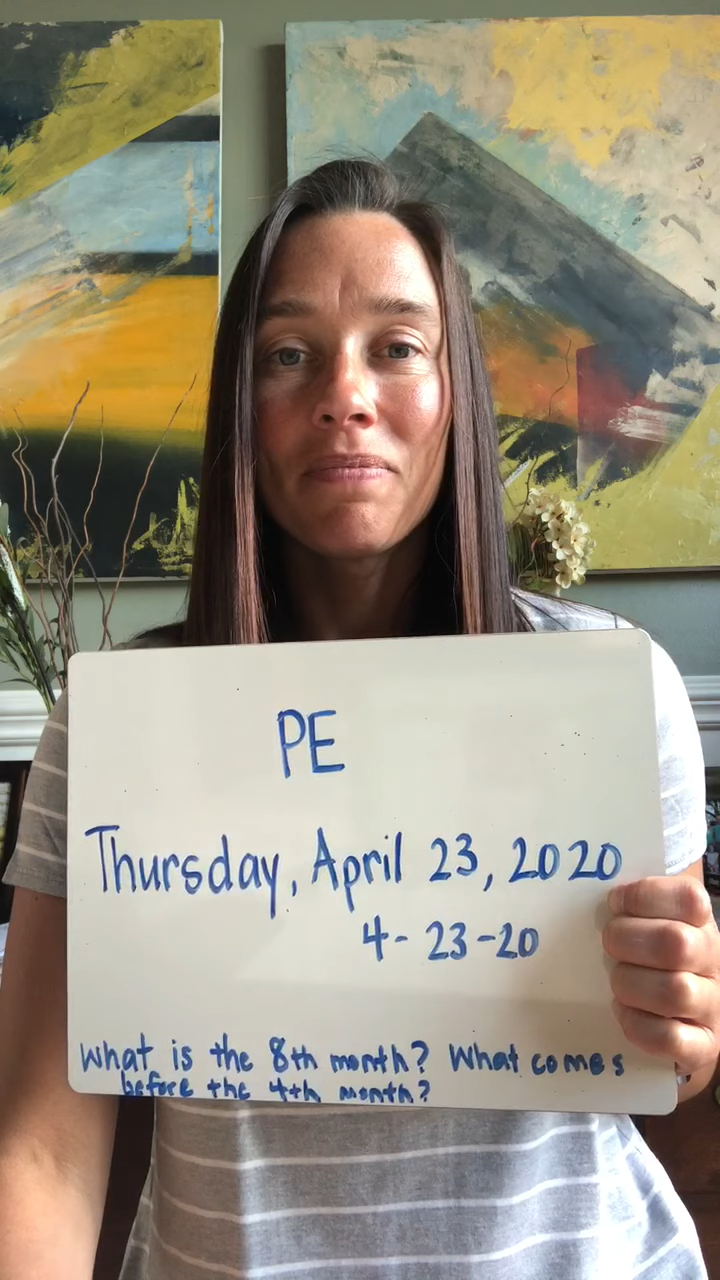 PE
Thursday, April 23, 2020
4-23-20
What is the 8th month? What comes
before the 4th month?